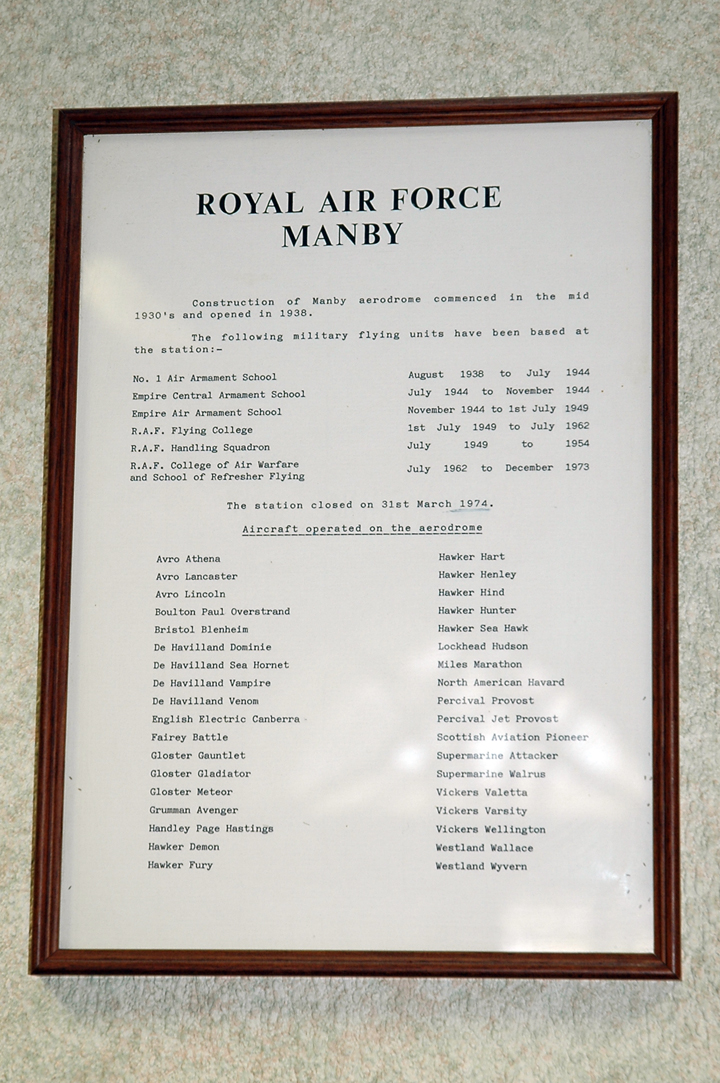 ROYAL AIR FORCE
MANBY
Construction of Manby aerodrome commenced in the mid
1930's and opened in 1938.
The following military flying units have been based at
the station:-
No. 1 Air Armament School August 1938 to July 1944
Empire Central Armament School July 1944 to November 1944
Empire Air Armament School November 1944 to 1st July 1949
R.A.F. Flying College 1st July 1949 to July 1962
R.A.F. Handling Squadron July 1949 to 1954
R.A.F. College of Air Warfare
and School of Refresher Flying July 1962 to December 1973
The station closed on 31st March 1974.
Aircraft operated on the aerodrome
Avro Athena
Avro Lancaster
Avro Lincoln
Boulton Paul Overstrand
Bristol Blenheim
De Havilland Dominie
De Havilland Sea Hornet
De Havilland Vampire
De Havilland Venom
English Electric Canberra
Fairey Battle
Gloster Gauntlet
Gloster Gladiator
Gloster Meteor
Grumman Avenger
Handley Page Hastings
Hawker Demon
Hawker Fury
Hawker Hart
Hawker Henley
Hawker Hind
Hawker Hunter
Hawker Sea Hawk
Lockhead Hudson
Miles Marathon
North American Havard
Percival Provost
Percival Jet Provost
Scottish Aviation Pioneer
Supermarine Attacker
Supermarine Walrus
Vickers Valetta
Vickers Varsity
Vickers Wellington
Westland Wallace
Westland Wyvern